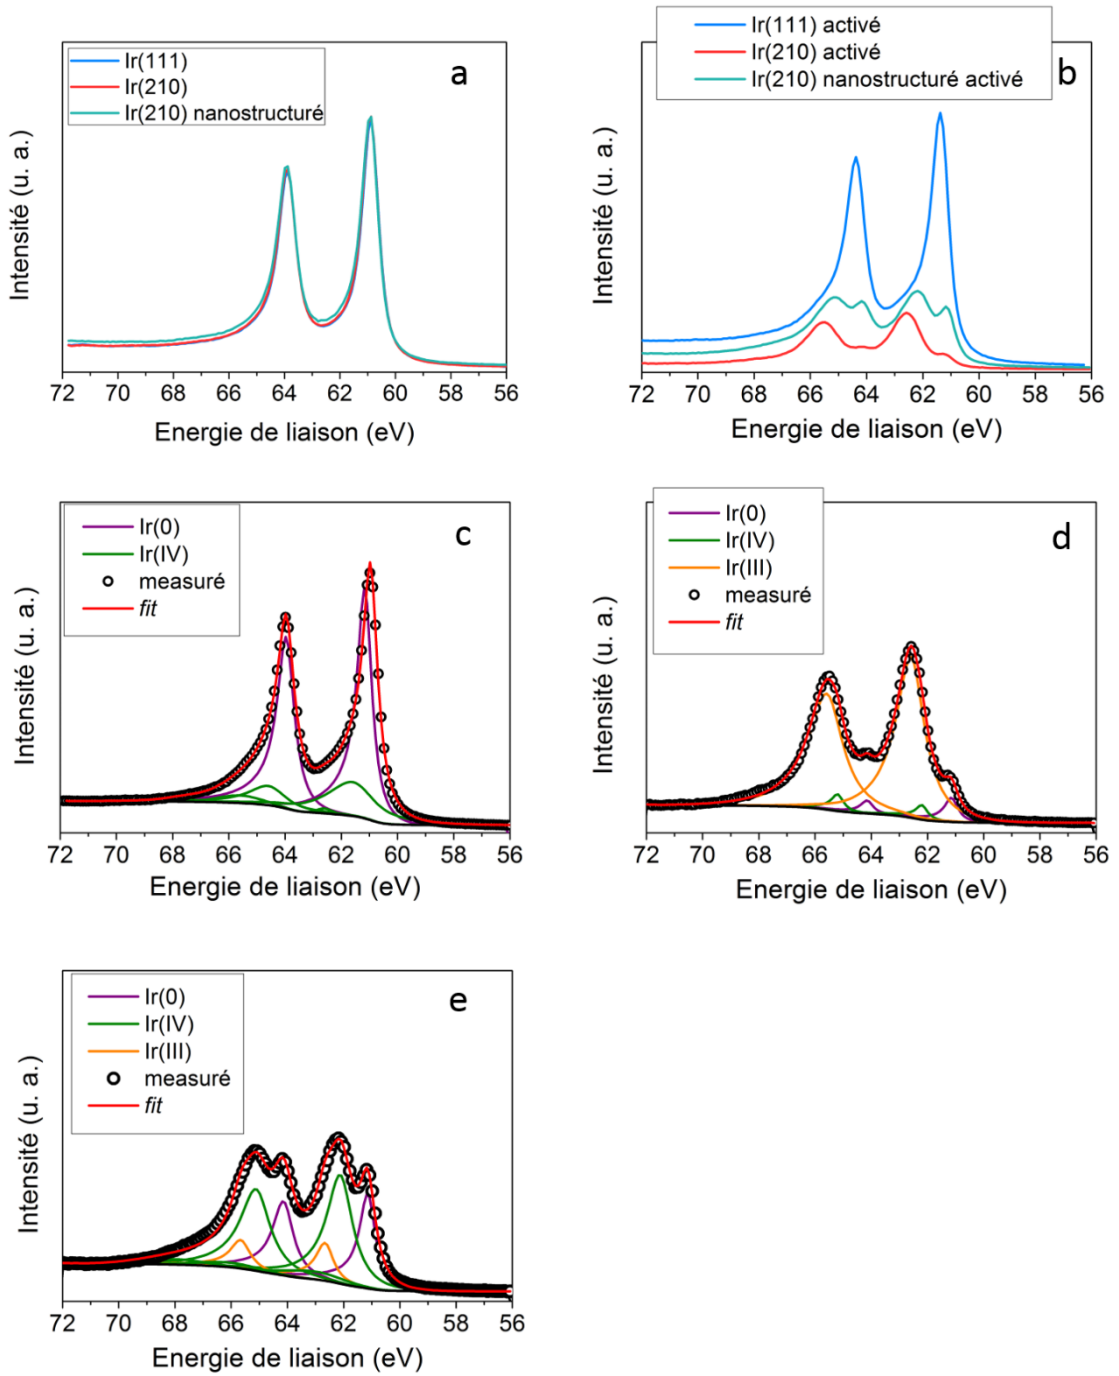 Ir(111)
Ir(210)
Ir(210) nanostructuré
a
Intensité (u. a.)
72 70 68 66 64 62 60 58 56
Energie de liaison (eV)
Ir(111) activé
Ir(210) activé
Ir(210) nanostructuré activé
b
Intensité (u. a.)
72 70 68 66 64 62 60 58 56
Energie de liaison (eV)
Ir(0)
Ir(IV)
measuré
fit
c
Intensité (u. a.)
72 70 68 66 64 62 60 58 56
Energie de liaison (eV)
Ir(0)
Ir(IV)
Ir(III)
measuré
fit
d
Intensité (u. a.)
72 70 68 66 64 62 60 58 56
Energie de liaison (eV)
Ir(0)
Ir(IV)
Ir(III)
measuré
fit
e
Intensité (u. a.)
72 70 68 66 64 62 60 58 56
Energie de liaison (eV)